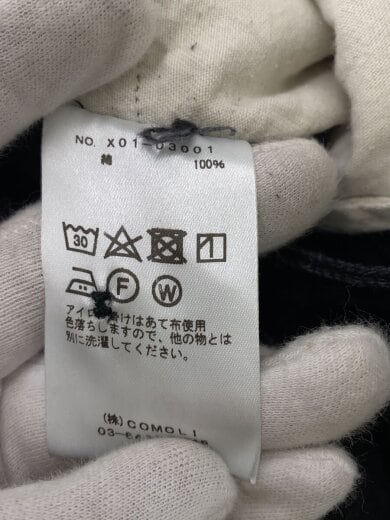 NO. X01-03001
綿 100%
30
F W
アイロン掛けはあて布使用
色落ちしますので、他の物とは
別に洗濯してください。
(株)COMOLI
03-